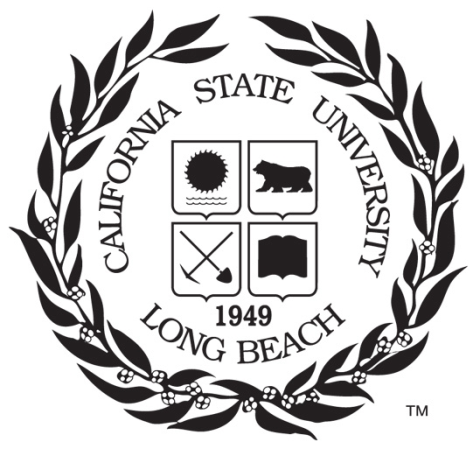 CALIFORNIA STATE UNIVERSITY
1949
LONG BEACH
TM